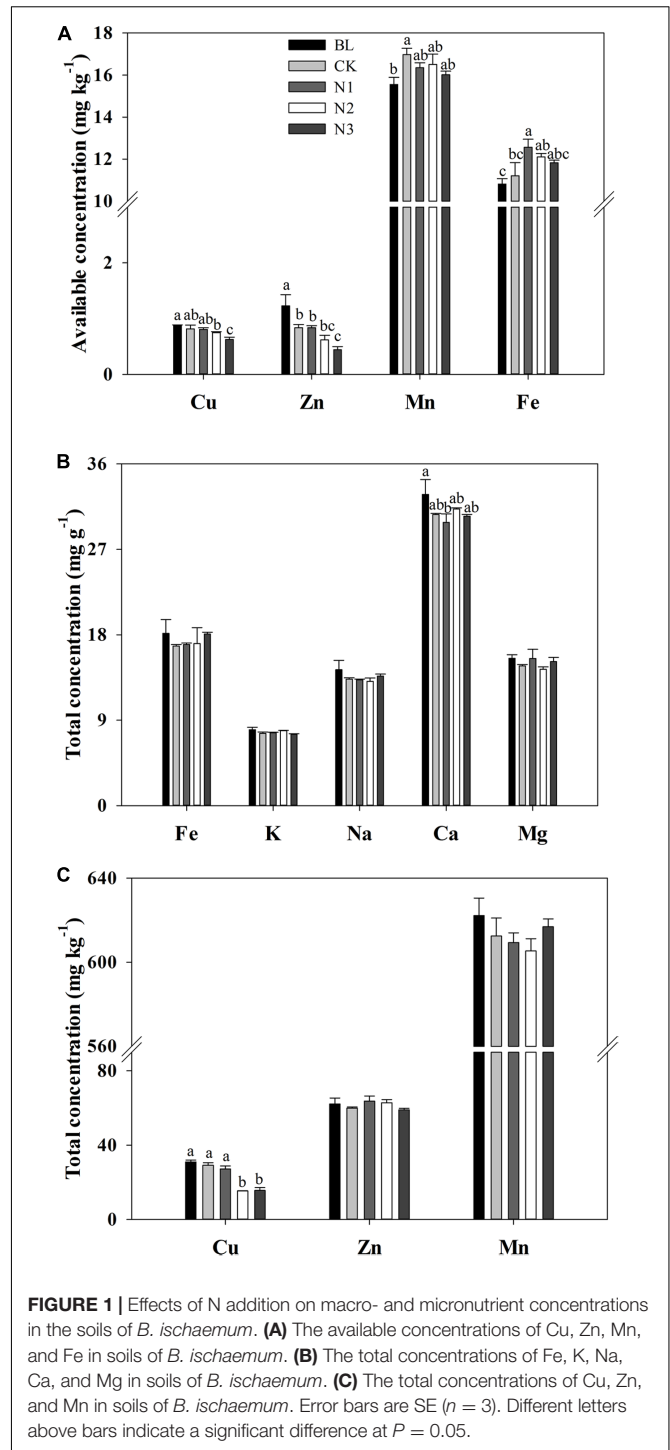 A
BL
CK
N1
N2
N3
Available concentration (mg kg⁻¹)
18
16
14
12
10
2
0
b a ab ab ab
c bc a ab abc
a ab ab b c
a b b bc c
Cu Zn Mn Fe
B
Total concentration (mg g⁻¹)
36
27
18
9
0
a ab b ab ab
Fe K Na Ca Mg
C
Total concentration (mg kg⁻¹)
640
600
560
80
40
0
a a a b b
Cu Zn Mn
FIGURE 1 | Effects of N addition on macro- and micronutrient concentrations
in the soils of B. ischaemum. (A) The available concentrations of Cu, Zn, Mn,
and Fe in soils of B. ischaemum. (B) The total concentrations of Fe, K, Na,
Ca, and Mg in soils of B. ischaemum. (C) The total concentrations of Cu, Zn,
and Mn in soils of B. ischaemum. Error bars are SE (n = 3). Different letters
above bars indicate a significant difference at P = 0.05.